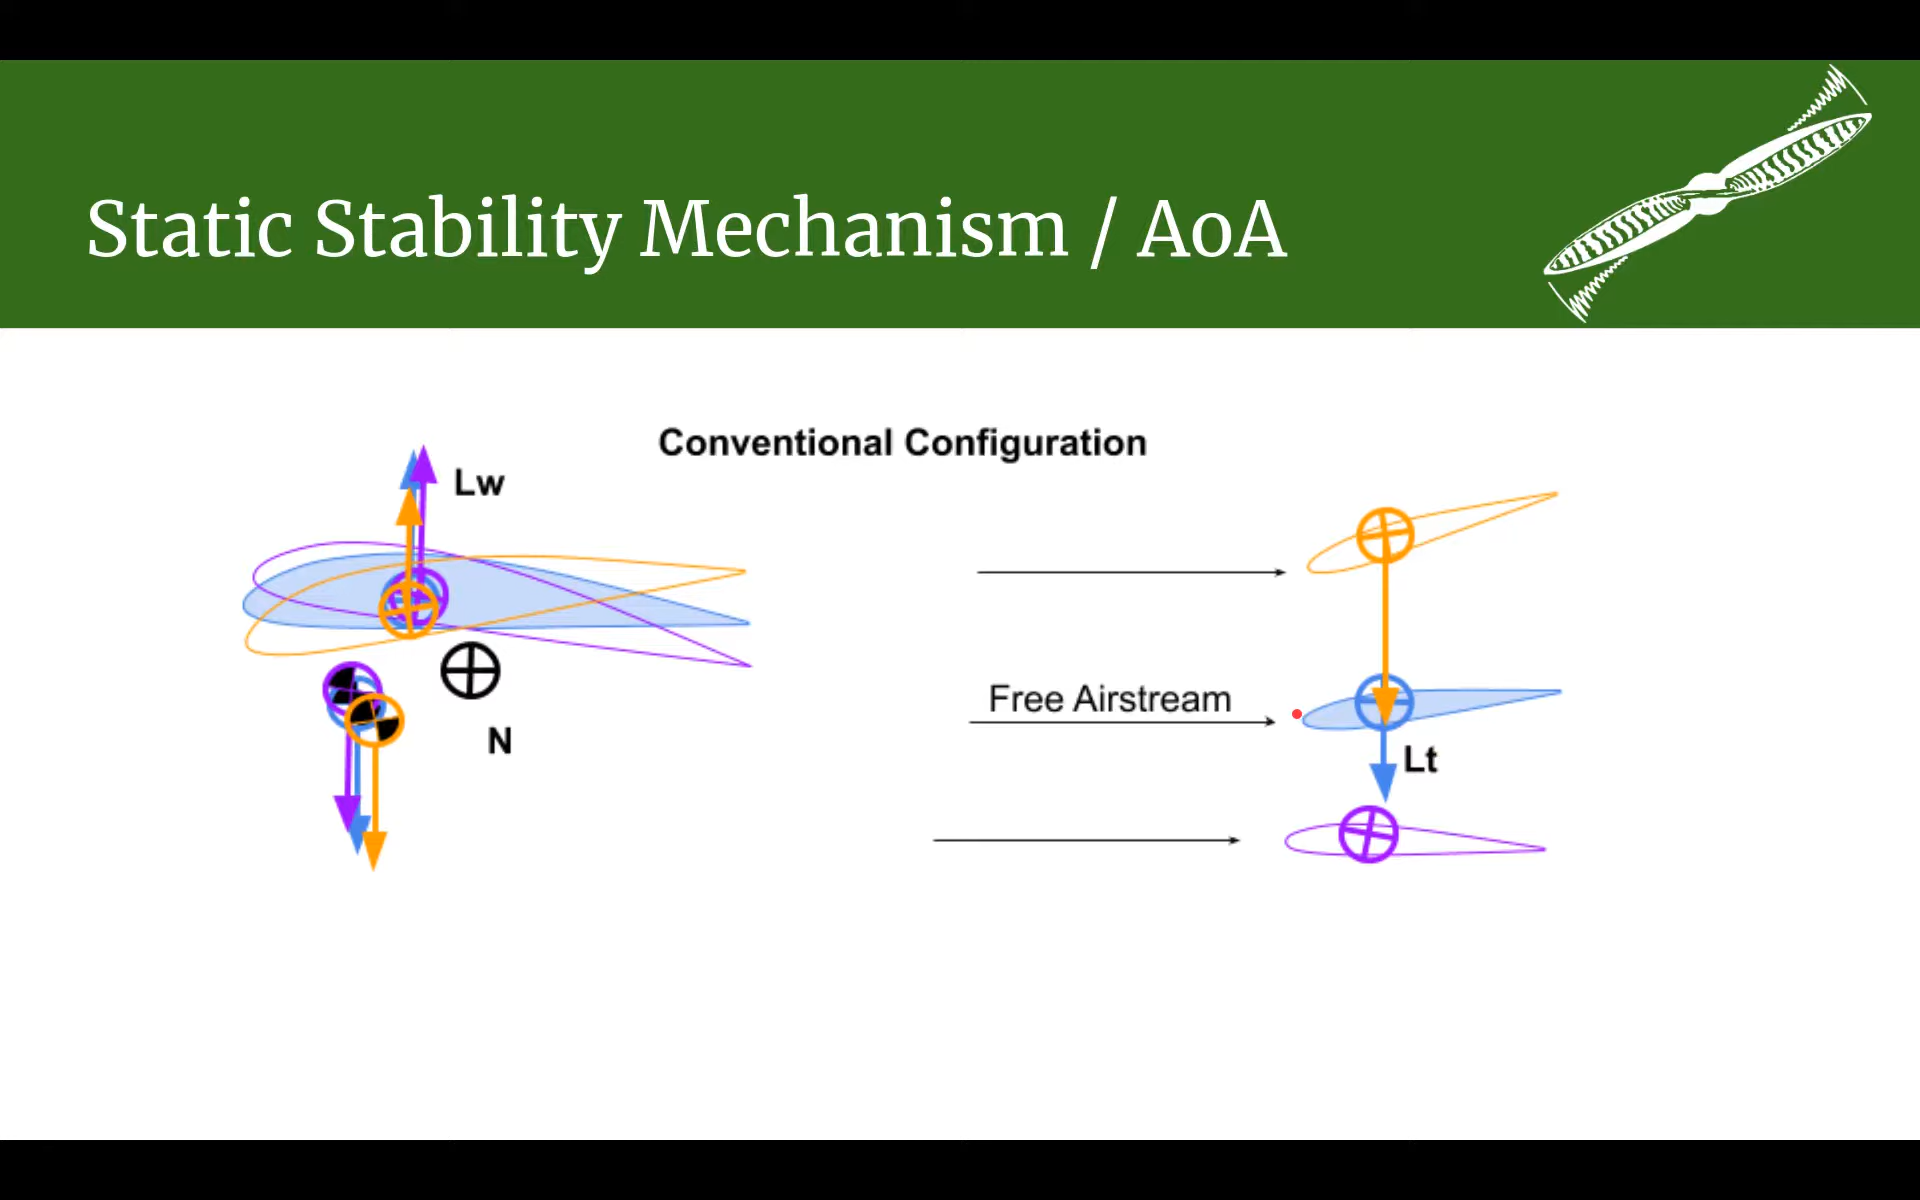 Static Stability Mechanism / AoA
Conventional Configuration
Lw
Free Airstream
N
Lt